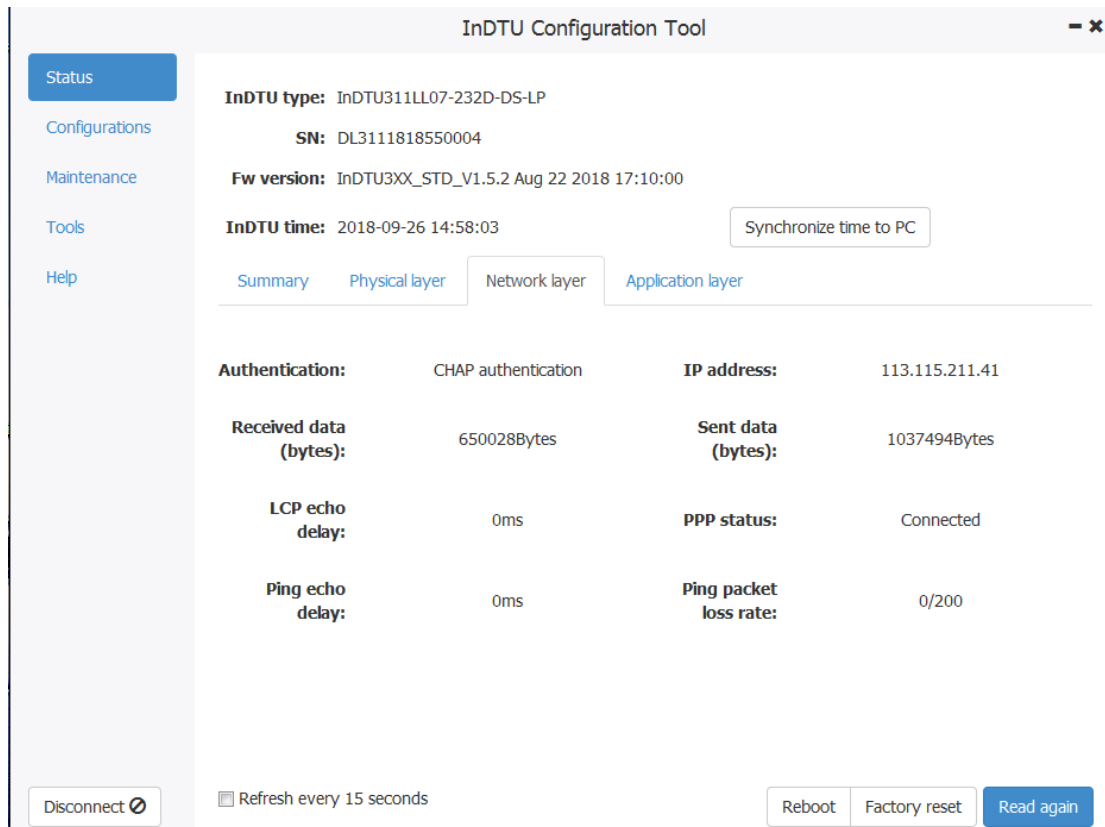 InDTU Configuration Tool
Status
Configurations
Maintenance
Tools
Help
InDTU type: InDTU311LL07-232D-DS-LP
SN: DL3111818550004
Fw version: InDTU3XX_STD_V1.5.2 Aug 22 2018 17:10:00
InDTU time: 2018-09-26 14:58:03 Synchronize time to PC
Summary Physical layer Network layer Application layer
Authentication: CHAP authentication IP address: 113.115.211.41
Received data (bytes): 650028Bytes Sent data (bytes): 1037494Bytes
LCP echo delay: 0ms PPP status: Connected
Ping echo delay: 0ms Ping packet loss rate: 0/200
Disconnect Refresh every 15 seconds Reboot Factory reset Read again